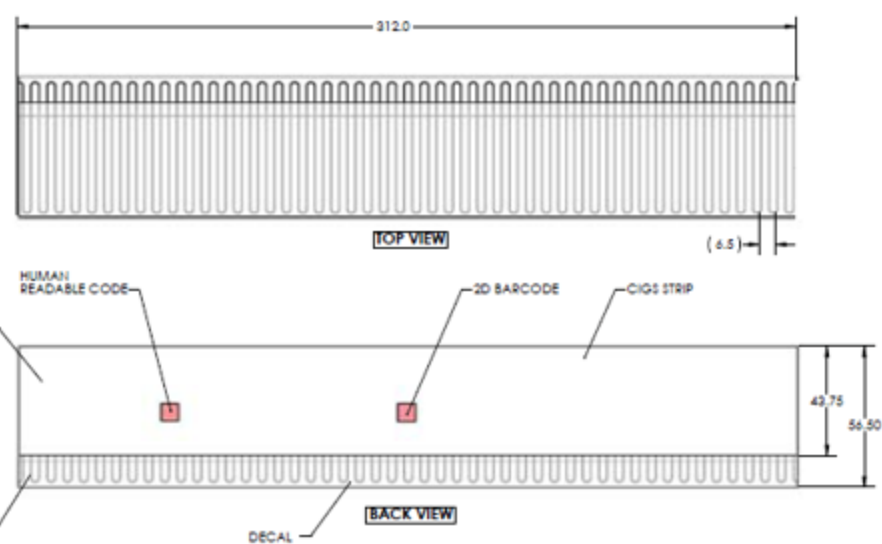 312.0
TOP VIEW
( 6.5 )
HUMAN
READABLE CODE
2D BARCODE
CIGS STRIP
43.75
56.50
BACK VIEW
DECAL